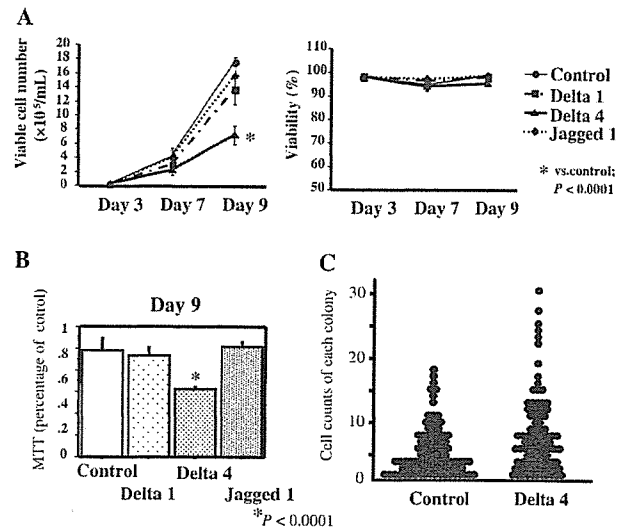 A
Viable cell number
(×10⁵/mL)
20
18
16
14
12
10
8
6
4
2
0
Day 3
Day 7
Day 9
*
Viability (%)
110
100
90
80
70
60
50
Day 3
Day 7
Day 9
Control
Delta 1
Delta 4
Jagged 1
* vs.control;
P < 0.0001
B
Day 9
MTT (percentage of control)
1
.8
.6
.4
.2
0
*
Control
Delta 1
Delta 4
Jagged 1
*P < 0.0001
C
Cell counts of each colony
30
20
10
0
Control
Delta 4